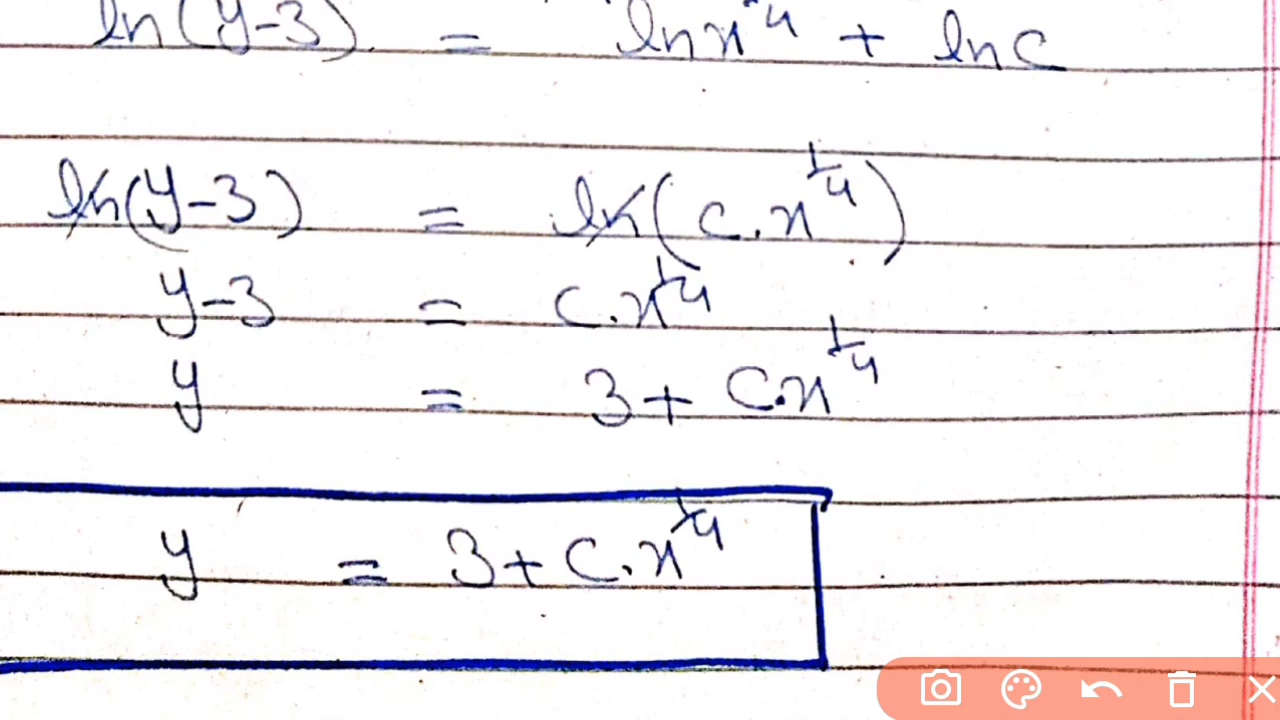 ln(y-3) = ln x^1/4 + ln c
ln(y-3) = ln(c.x^1/4)
y-3 = c.x^1/4
y = 3+ c.x^1/4
y = 3+c.x^1/4